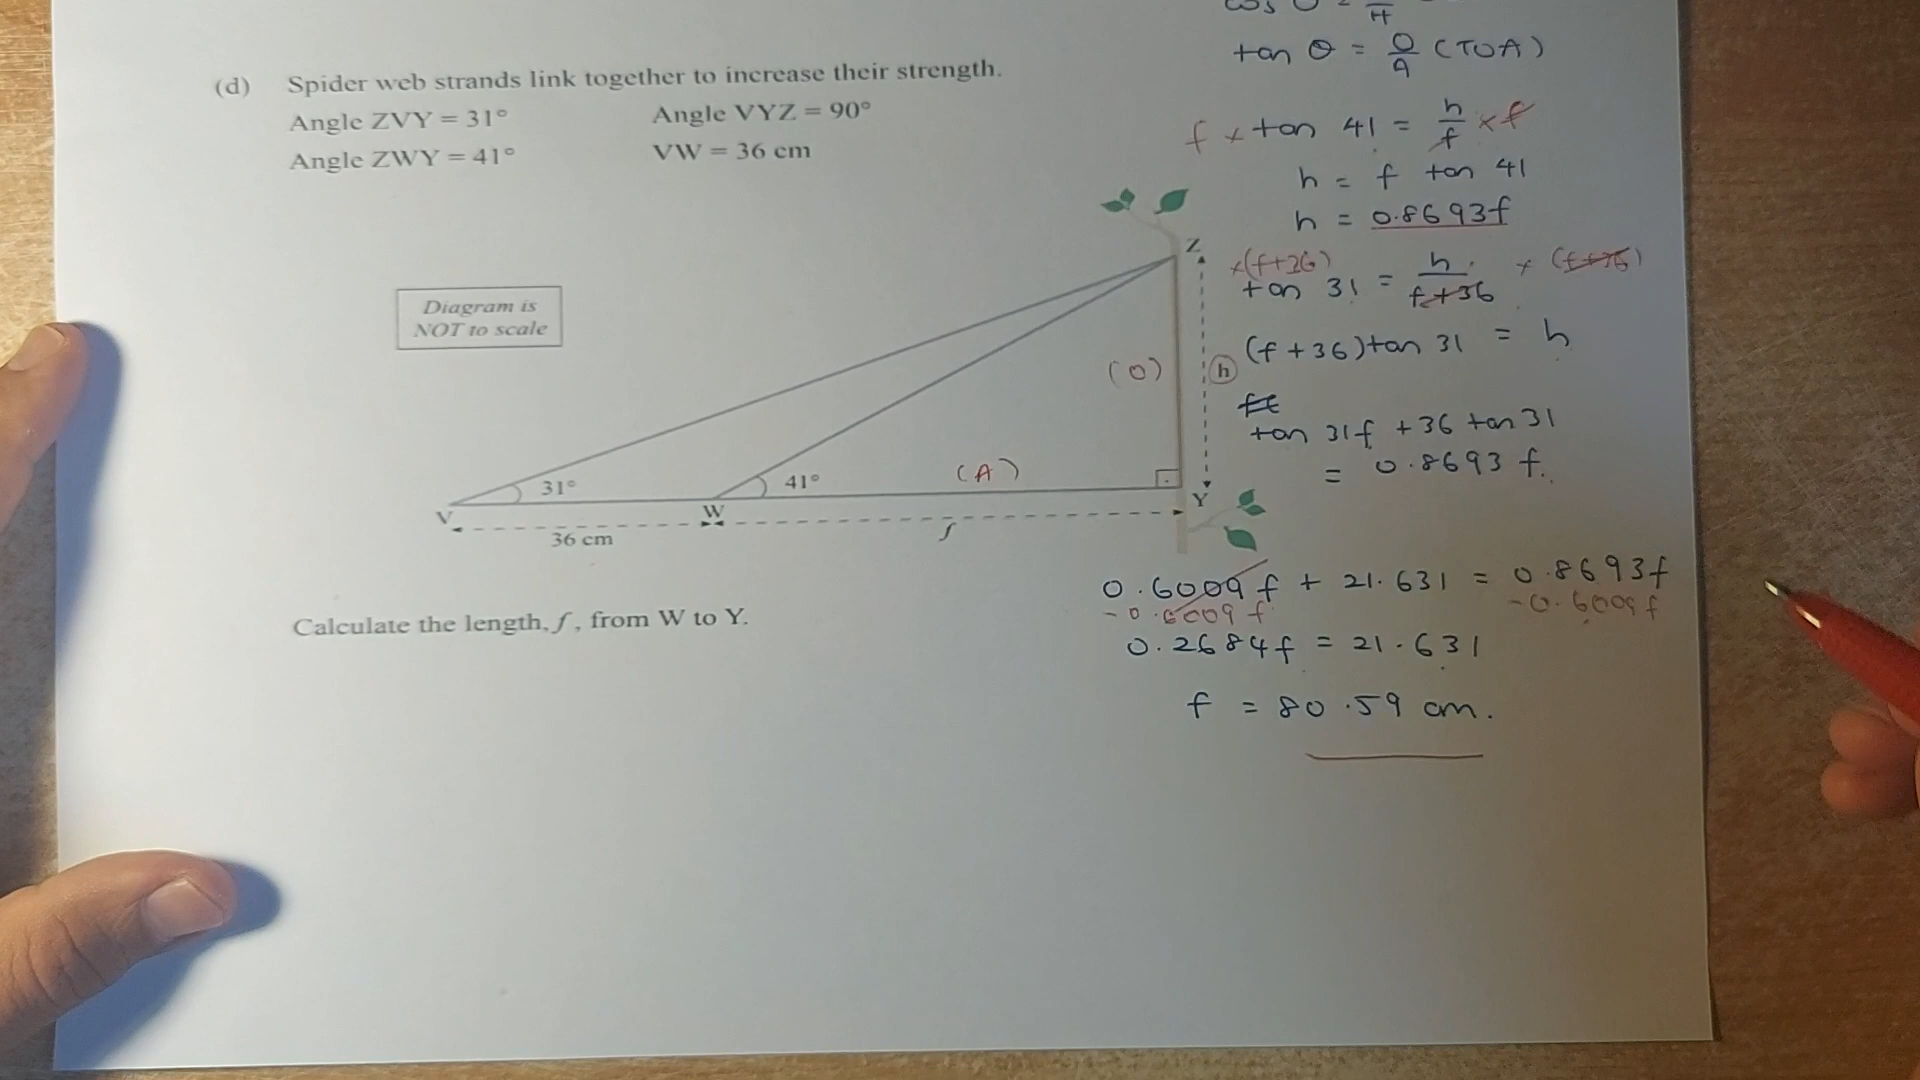 (d) Spider web strands link together to increase their strength.
Angle ZVY = 31° Angle VYZ = 90°
Angle ZWY = 41° VW = 36 cm
Diagram is
NOT to scale
Z
h
(O)
(A)
31°
41°
V
W
Y
36 cm
f
Calculate the length, f, from W to Y.
cos θ = /H
tan θ = O/A (TOA)
f × tan 41 = h/f × f
h = f tan 41
h = 0.8693f
×(f+36)
tan 31 = h/f+36 × (f+36)
(f + 36) tan 31 = h
tan 31f + 36 tan 31
= 0.8693 f.
0.6009 f + 21.631 = 0.8693f
-0.6009 f -0.6009 f
0.2684f = 21.631
f = 80.59 cm.